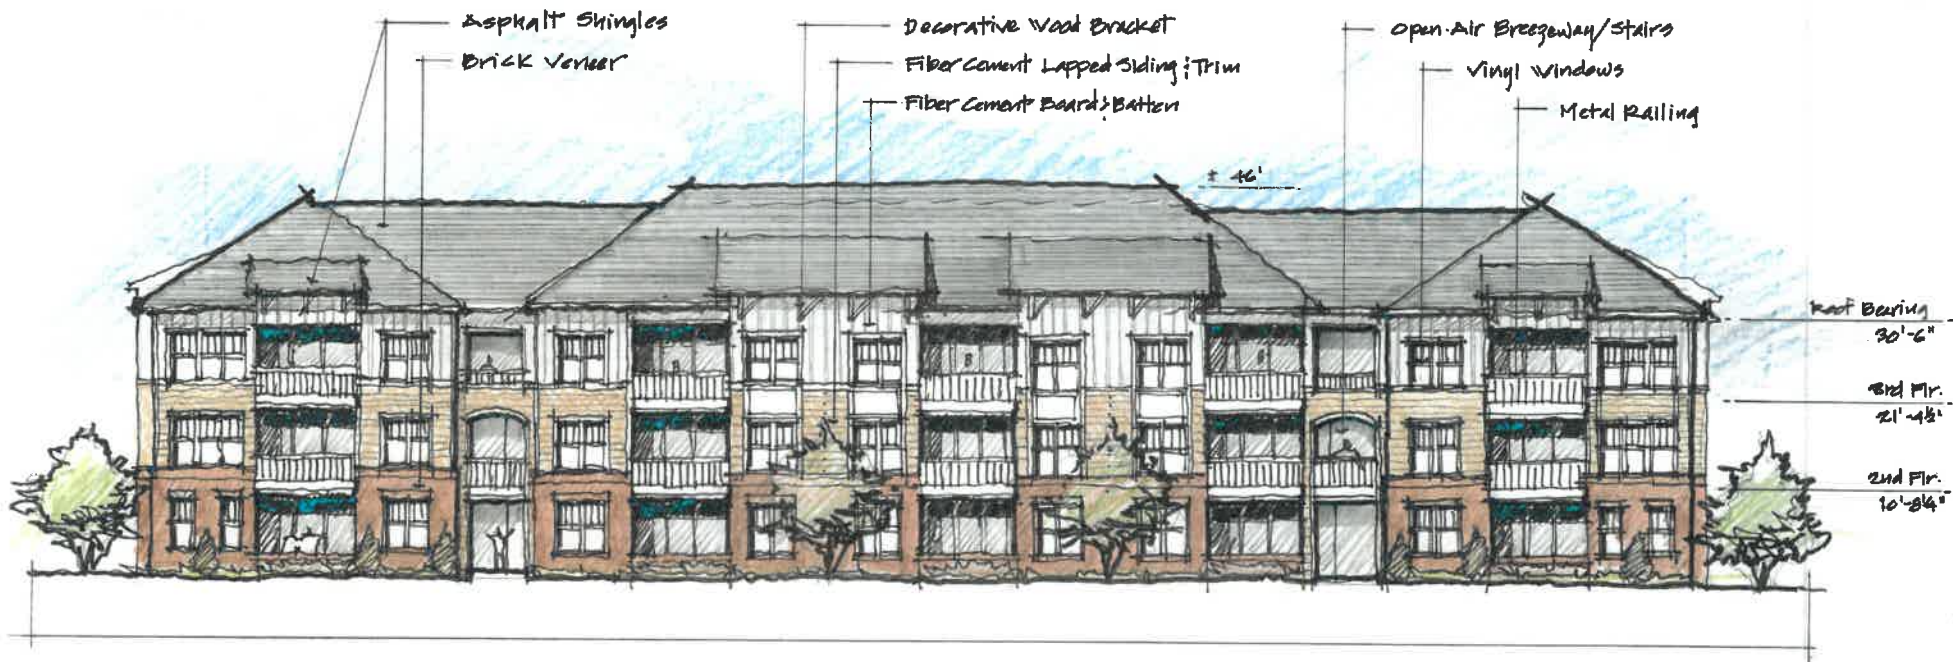 Asphalt Shingles
Brick Veneer
Decorative Wood Bracket
Fiber Cement Lapped Siding & Trim
Fiber Cement Board & Batten
Open-Air Breezeway/Stairs
Vinyl Windows
Metal Railing
± 46'
Roof Bearing
30'-6"
3rd Flr.
21'-4½"
2nd Flr.
10'-8¼"